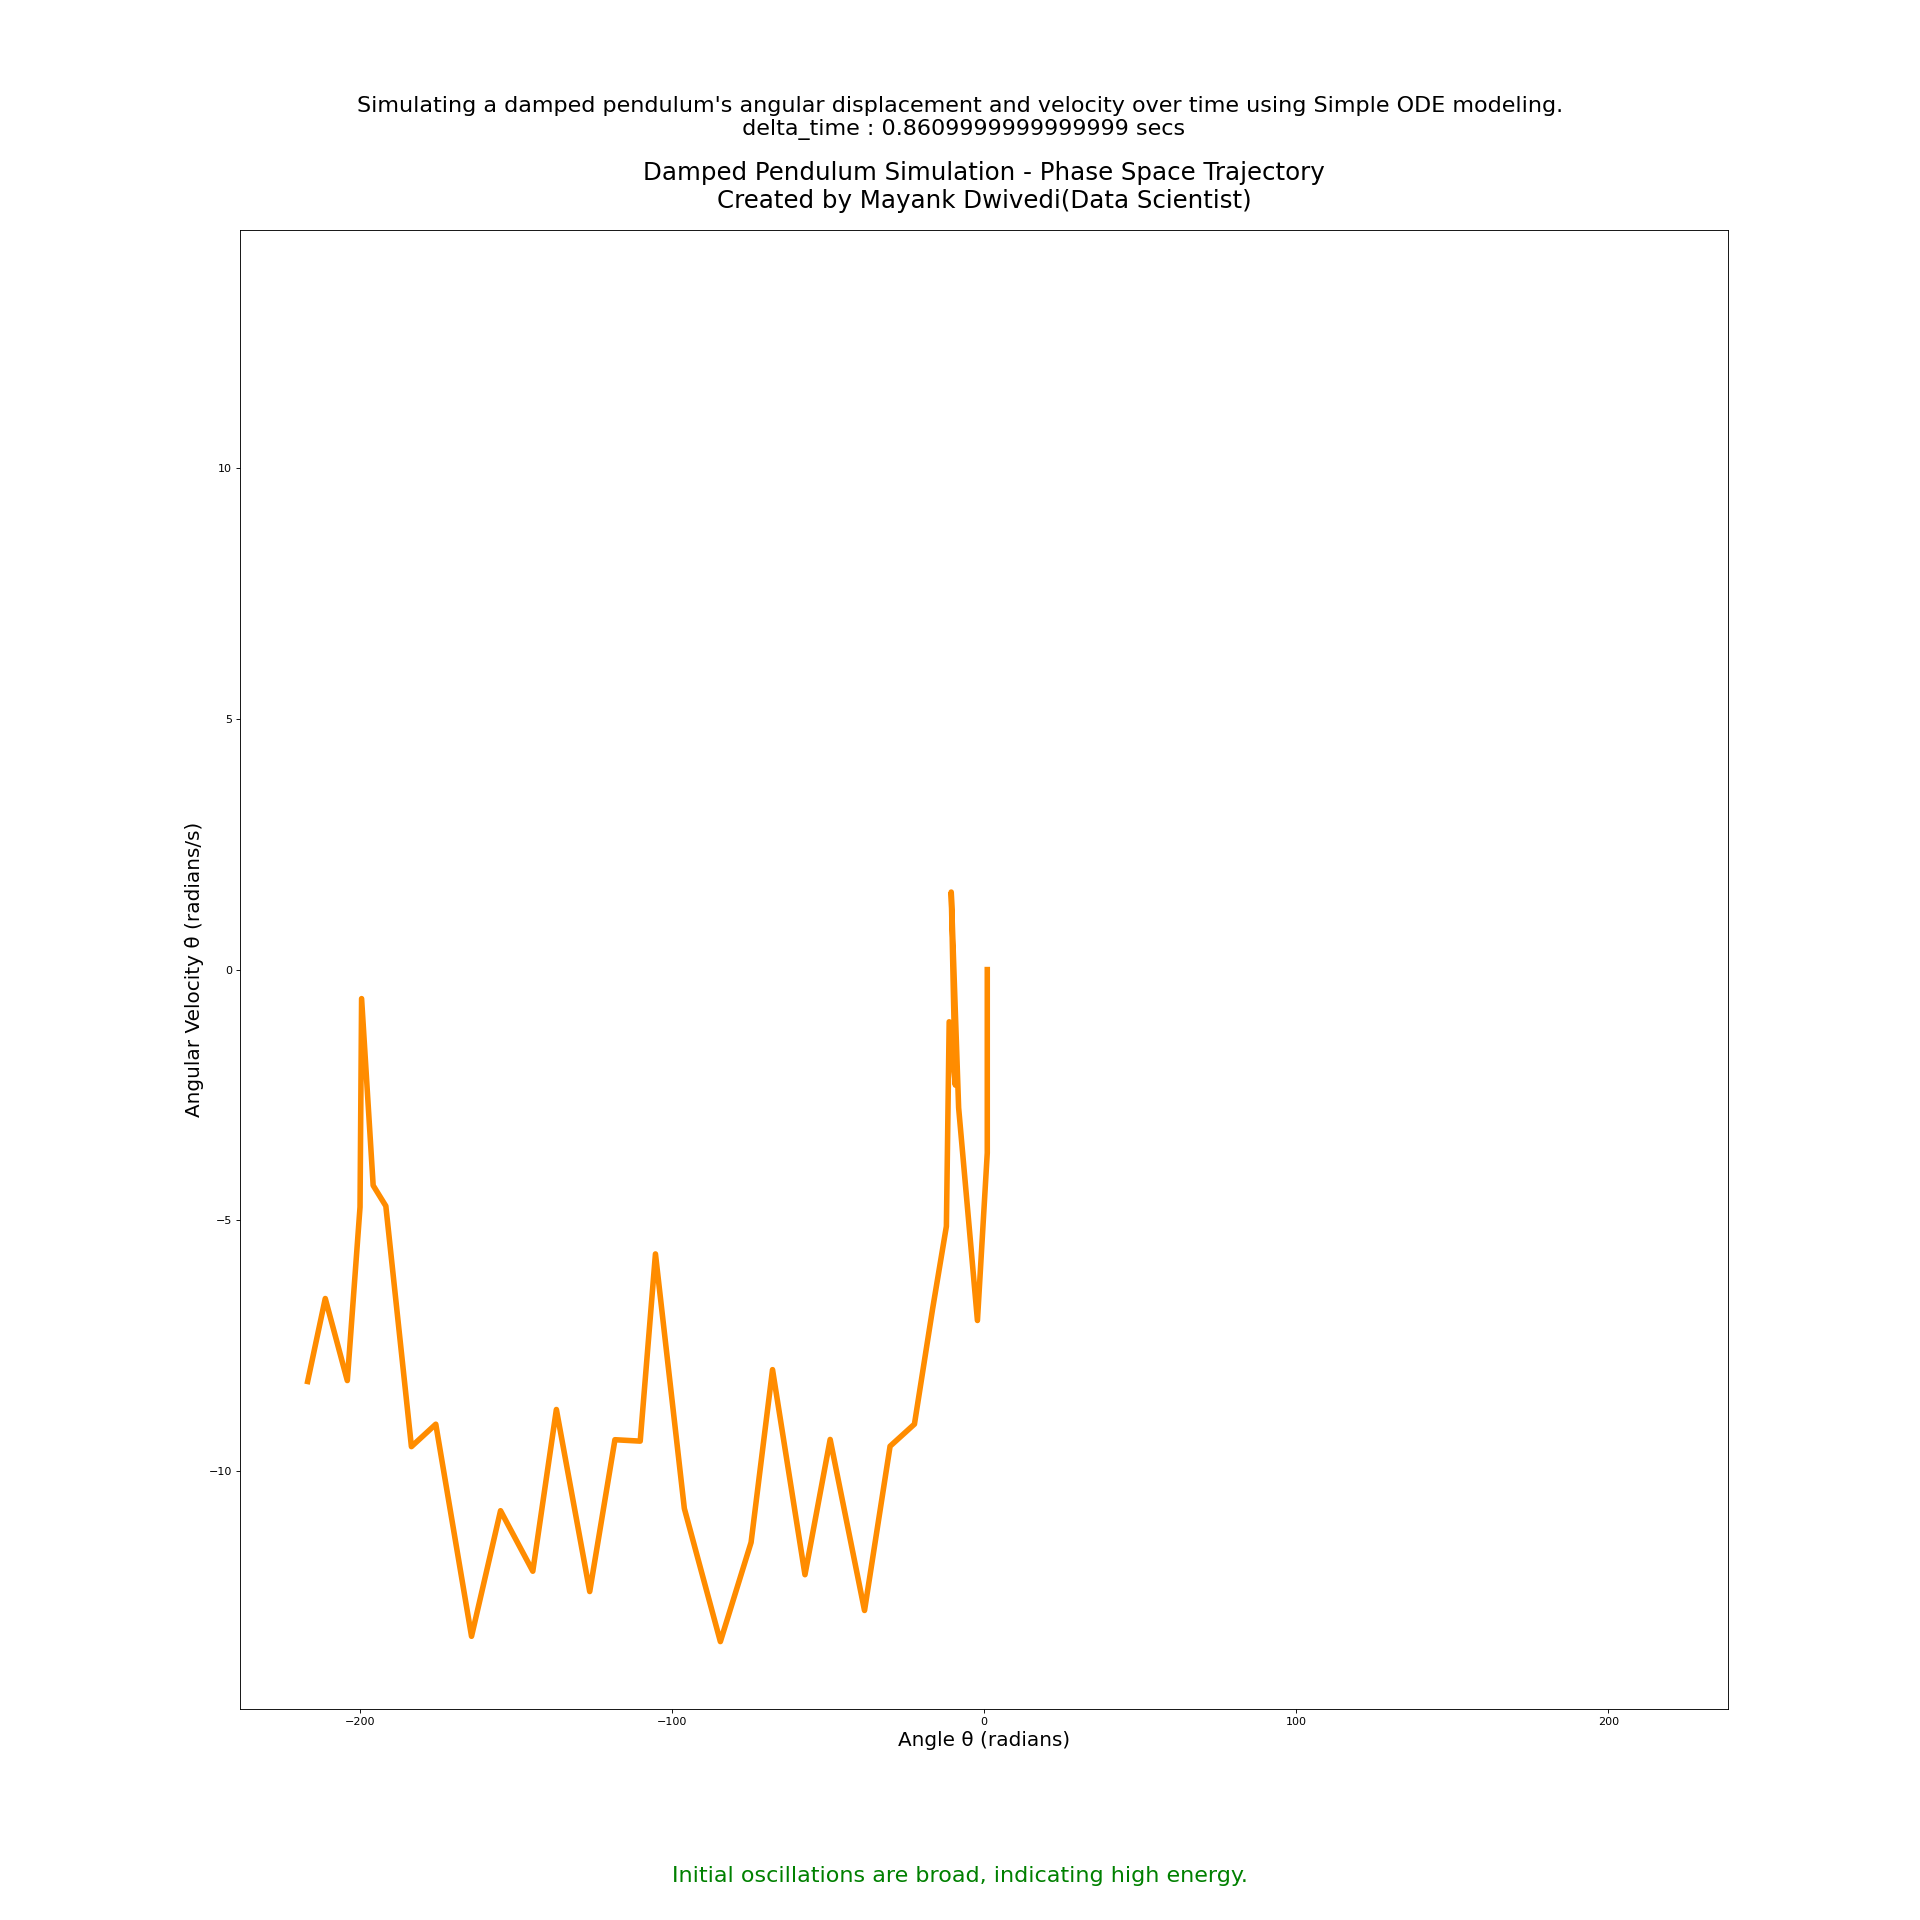 Simulating a damped pendulum's angular displacement and velocity over time using Simple ODE modeling.
delta_time : 0.8609999999999999 secs
Damped Pendulum Simulation - Phase Space Trajectory
Created by Mayank Dwivedi(Data Scientist)
Angular Velocity θ (radians/s)
10
5
0
−5
−10
−200
−100
0
100
200
Angle θ (radians)
Initial oscillations are broad, indicating high energy.